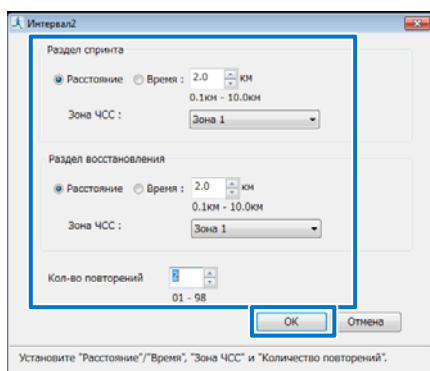 Интервал2
Раздел спринта
Расстояние Время : 2.0 км
0.1км - 10.0км
Зона ЧСС : Зона 1
Раздел восстановления
Расстояние Время : 2.0 км
0.1км - 10.0км
Зона ЧСС : Зона 1
Кол-во повторений 2
01 - 98
OK Отмена
Установите "Расстояние"/"Время", "Зона ЧСС" и "Количество повторений".